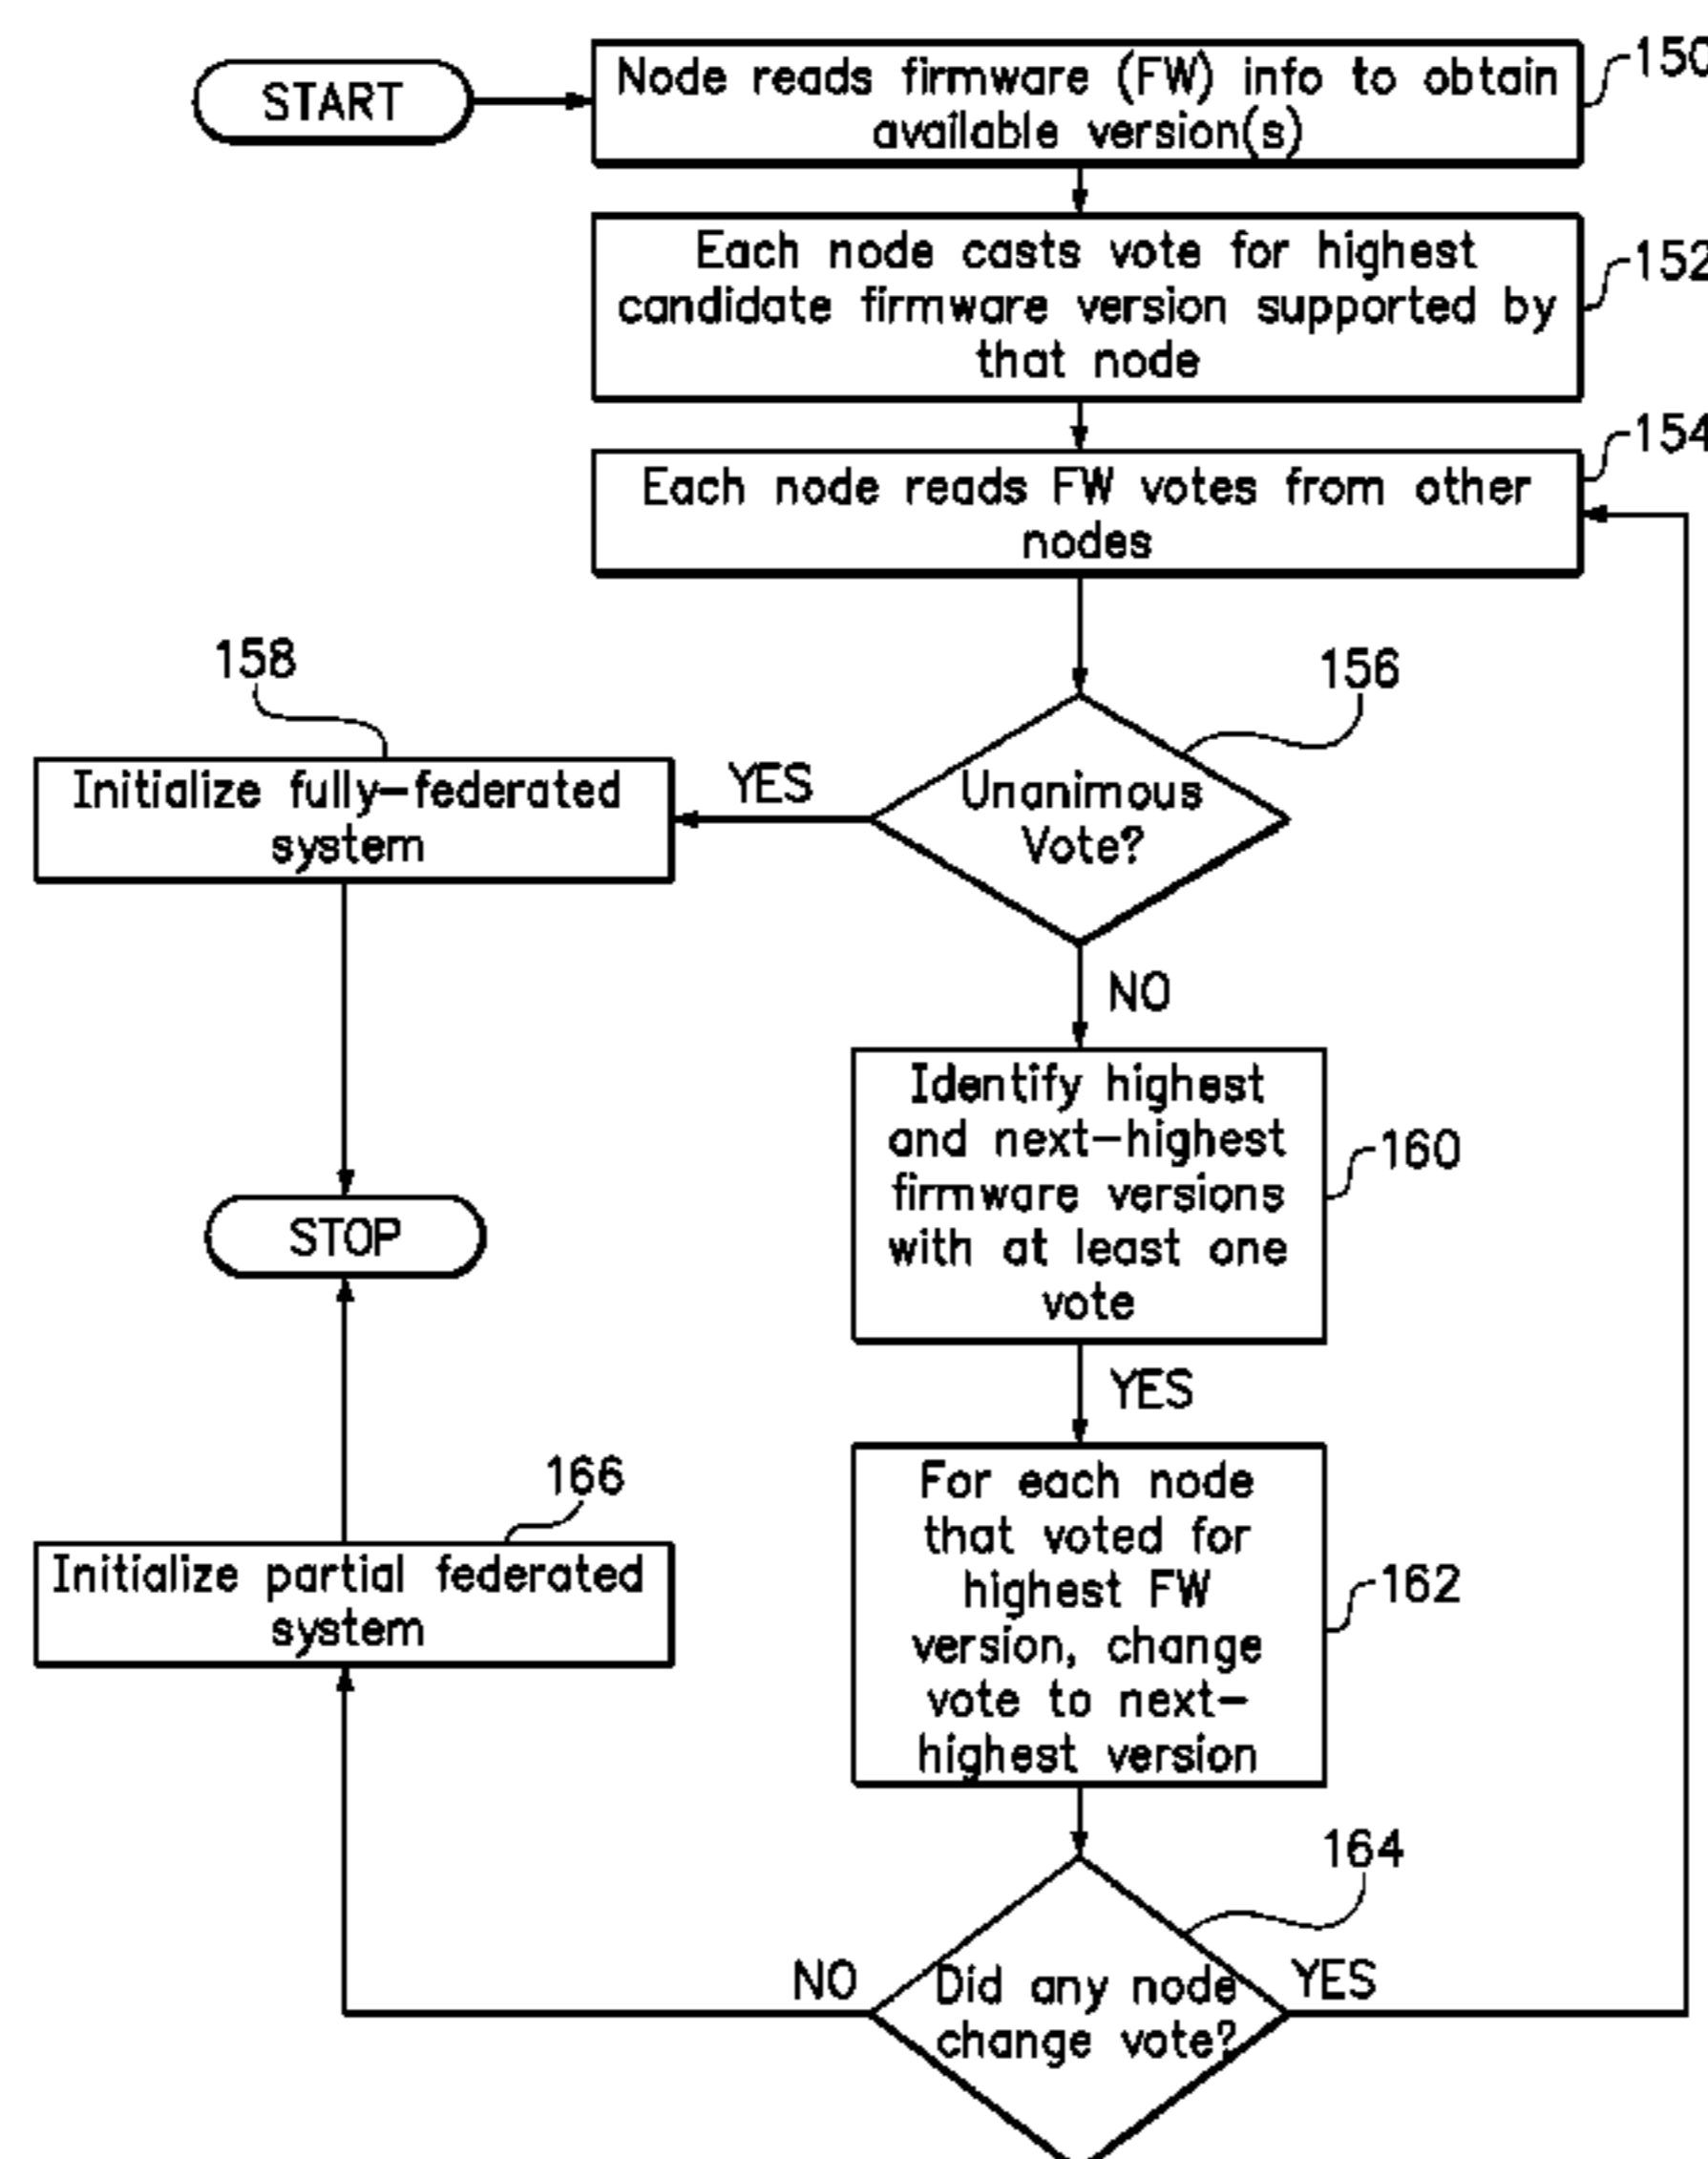 START
Node reads firmware (FW) info to obtain
available version(s)
150
Each node casts vote for highest
candidate firmware version supported by
that node
152
Each node reads FW votes from other
nodes
154
158
156
Initialize fully-federated
system
YES
Unanimous
Vote?
NO
Identify highest
and next-highest
firmware versions
with at least one
vote
160
STOP
YES
166
For each node
that voted for
highest FW
version, change
vote to next-
highest version
162
Initialize partial federated
system
164
NO
Did any node
change vote?
YES